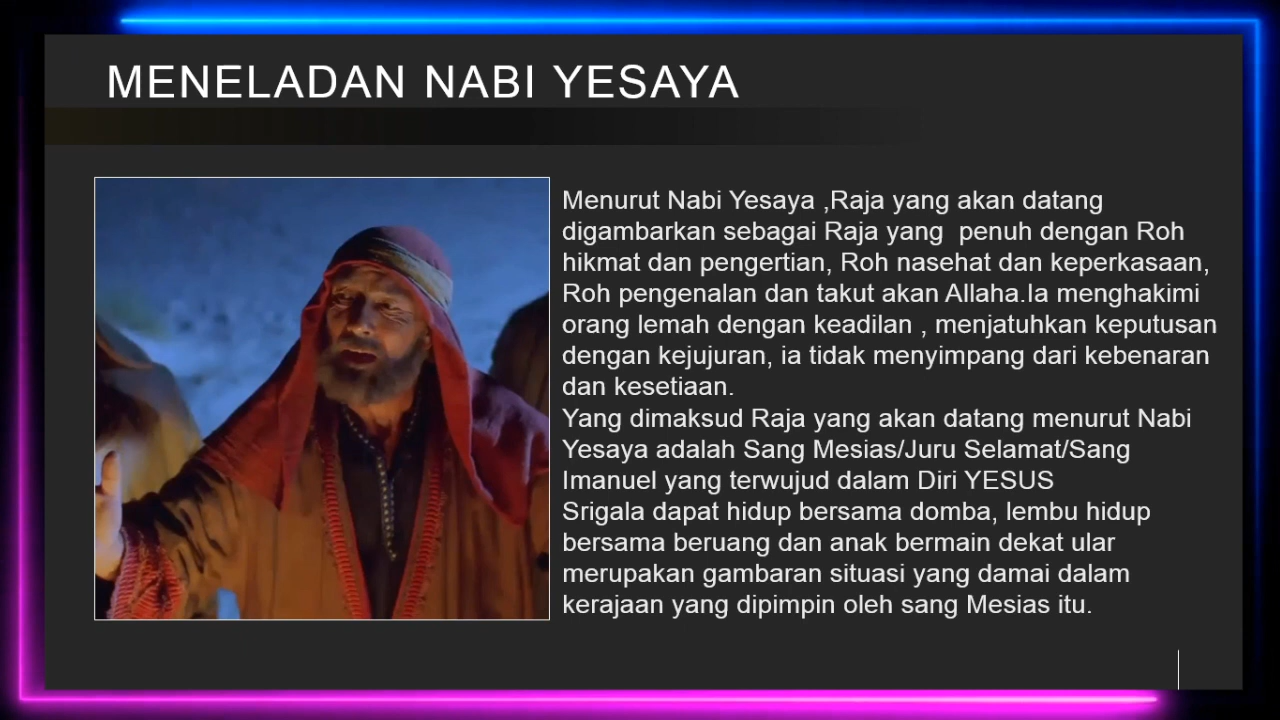 MENELADAN NABI YESAYA
Menurut Nabi Yesaya ,Raja yang akan datang
digambarkan sebagai Raja yang  penuh dengan Roh
hikmat dan pengertian, Roh nasehat dan keperkasaan,
Roh pengenalan dan takut akan Allaha.Ia menghakimi
orang lemah dengan keadilan , menjatuhkan keputusan
dengan kejujuran, ia tidak menyimpang dari kebenaran
dan kesetiaan.
Yang dimaksud Raja yang akan datang menurut Nabi
Yesaya adalah Sang Mesias/Juru Selamat/Sang
Imanuel yang terwujud dalam Diri YESUS
Srigala dapat hidup bersama domba, lembu hidup
bersama beruang dan anak bermain dekat ular
merupakan gambaran situasi yang damai dalam
kerajaan yang dipimpin oleh sang Mesias itu.